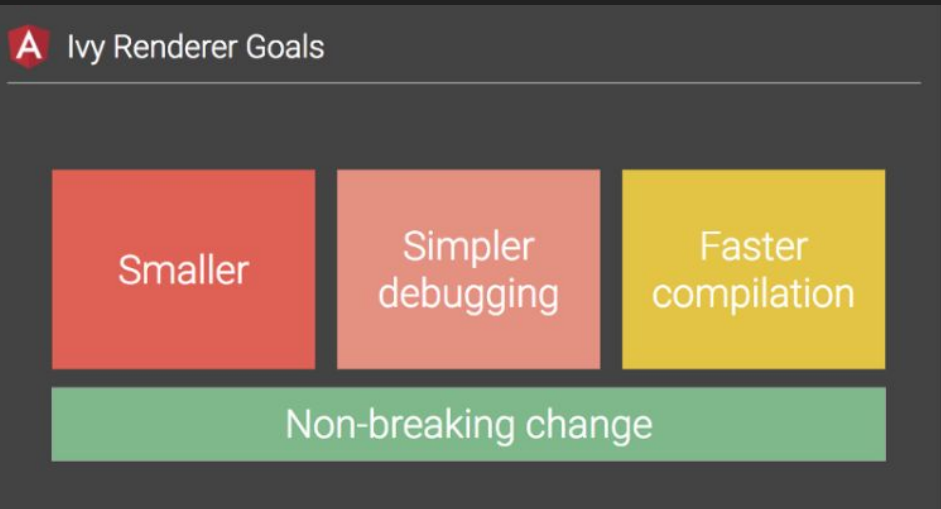 A
Ivy Renderer Goals
Smaller
Simpler
debugging
Faster
compilation
Non-breaking change